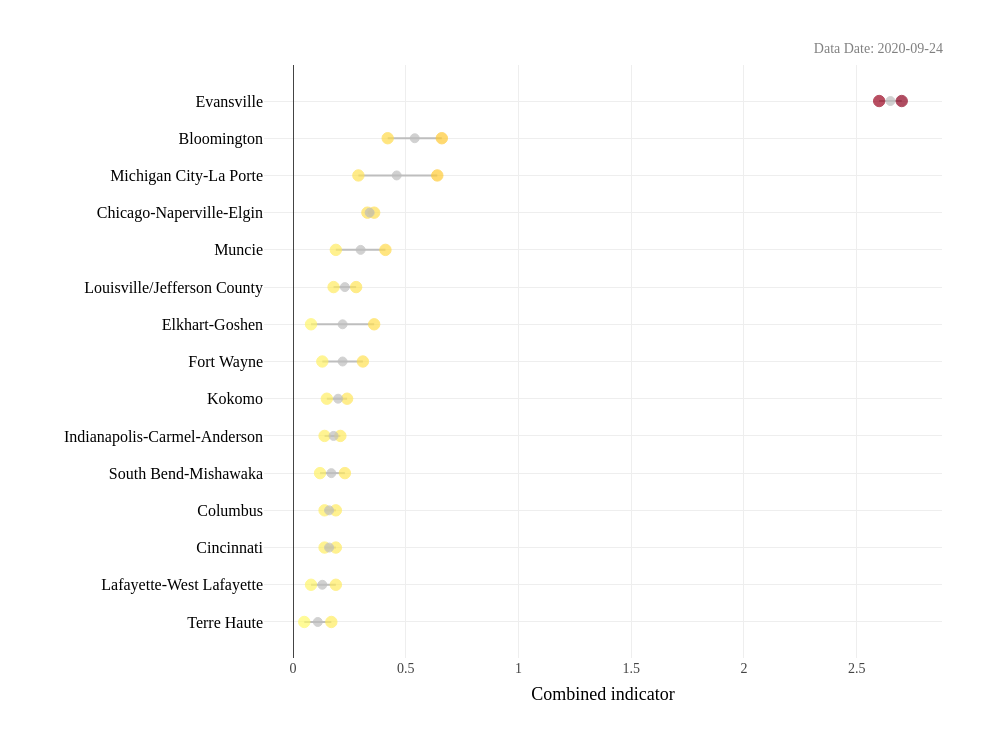 Data Date: 2020-09-24
Evansville
Bloomington
Michigan City-La Porte
Chicago-Naperville-Elgin
Muncie
Louisville/Jefferson County
Elkhart-Goshen
Fort Wayne
Kokomo
Indianapolis-Carmel-Anderson
South Bend-Mishawaka
Columbus
Cincinnati
Lafayette-West Lafayette
Terre Haute
0 0.5 1 1.5 2 2.5
Combined indicator